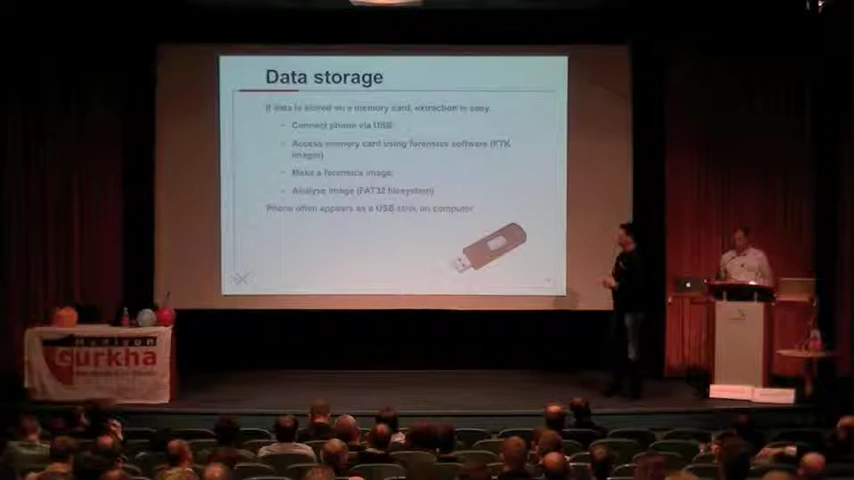 Data storage
If data is stored on a memory card, extraction is easy.
- Connect phone via USB.
- Access memory card using forensics software (FTK
Imager)
- Make a forensics image.
- Analyse image (FAT32 filesystem)
Phone often appears as a USB stick on computer
gurkha